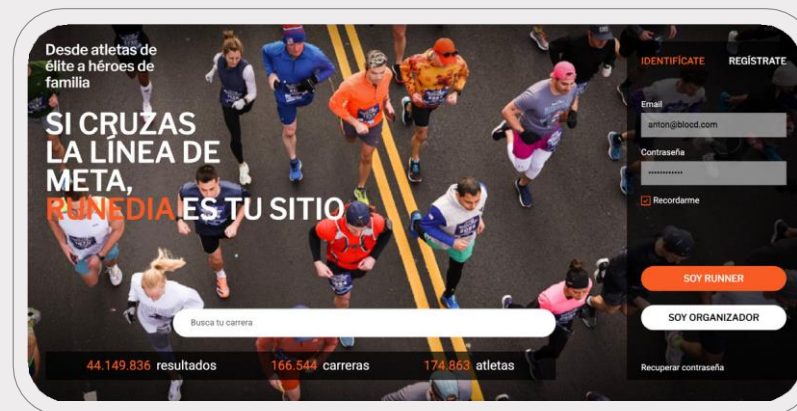 Desde atletas de
élite a héroes de
familia
SI CRUZAS
LA LÍNEA DE
META,
RUNEDIA ES TU SITIO
Busca tu carrera
44.149.836 resultados 166.544 carreras 174.863 atletas
IDENTIFÍCATE REGÍSTRATE
Email
anton@blocd.com
Contraseña
Recordarme
SOY RUNNER
SOY ORGANIZADOR
Recuperar contraseña